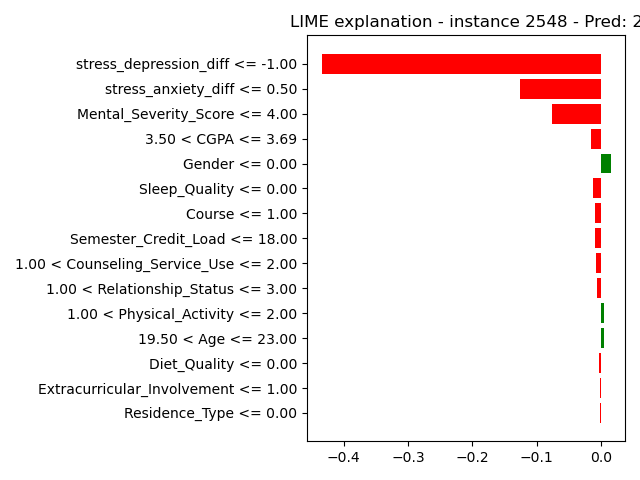 LIME explanation - instance 2548 - Pred: 2
stress_depression_diff <= -1.00
stress_anxiety_diff <= 0.50
Mental_Severity_Score <= 4.00
3.50 < CGPA <= 3.69
Gender <= 0.00
Sleep_Quality <= 0.00
Course <= 1.00
Semester_Credit_Load <= 18.00
1.00 < Counseling_Service_Use <= 2.00
1.00 < Relationship_Status <= 3.00
1.00 < Physical_Activity <= 2.00
19.50 < Age <= 23.00
Diet_Quality <= 0.00
Extracurricular_Involvement <= 1.00
Residence_Type <= 0.00
−0.4 −0.3 −0.2 −0.1 0.0